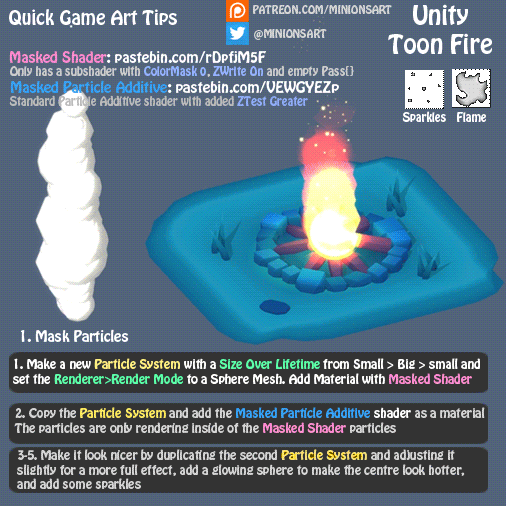 Quick Game Art Tips
PATREON.COM/MINIONSART
@MINIONSART
Unity
Toon Fire
Masked Shader: pastebin.com/rDpfjM5F
Only has a subshader with ColorMask 0, ZWrite On and empty Pass{}
Masked Particle Additive: pastebin.com/VEWGYEZp
Standard Particle Additive shader with added ZTest Greater
Sparkles
Flame
1. Mask Particles
1. Make a new Particle System with a Size Over Lifetime from Small > Big > small and
set the Renderer>Render Mode to a Sphere Mesh. Add Material with Masked Shader
2. Copy the Particle System and add the Masked Particle Additive shader as a material
The particles are only rendering inside of the Masked Shader particles
3-5. Make it look nicer by duplicating the second Particle System and adjusting it
slightly for a more full effect, add a glowing sphere to make the centre look hotter,
and add some sparkles